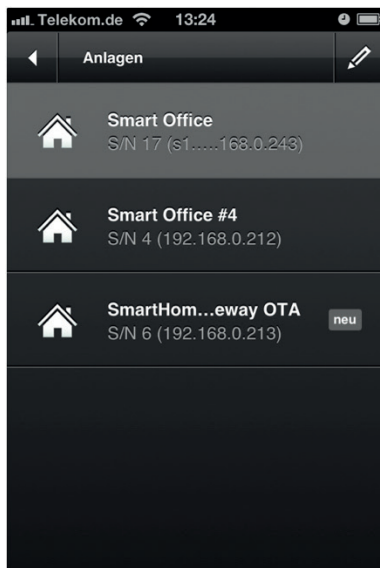 Telekom.de 13:24
Anlagen
Smart Office
S/N 17 (s1.....168.0.243)
Smart Office #4
S/N 4 (192.168.0.212)
SmartHom...eway OTA
neu
S/N 6 (192.168.0.213)